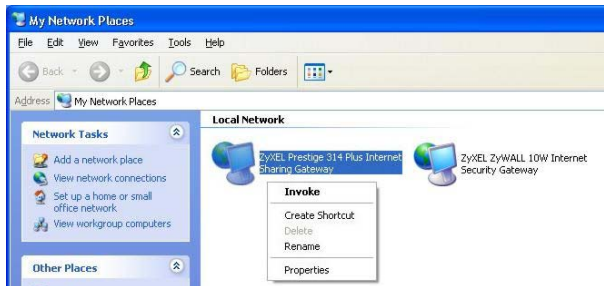 My Network Places
File Edit View Favorites Tools Help
Back Search Folders
Address My Network Places
Network Tasks
Add a network place
View network connections
Set up a home or small
office network
View workgroup computers
Other Places
Local Network
ZyXEL Prestige 314 Plus Internet
Sharing Gateway
ZyXEL ZyWALL 10W Internet
Security Gateway
Invoke
Create Shortcut
Delete
Rename
Properties